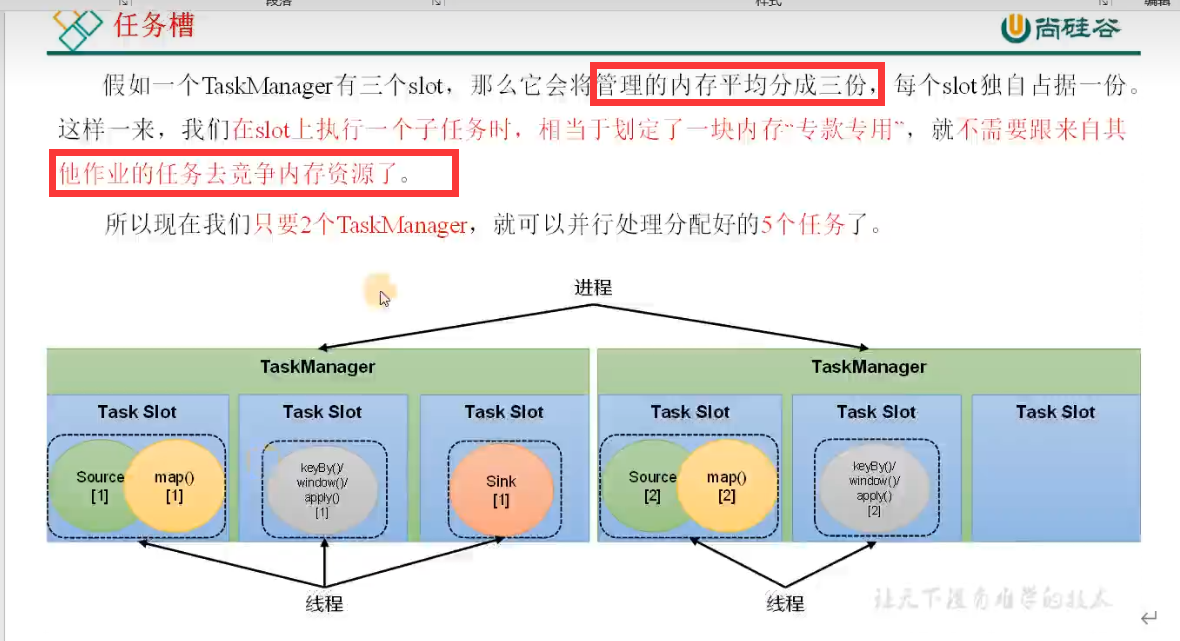 段落
样式
编辑
任务槽
尚硅谷
假如一个TaskManager有三个slot，那么它会将管理的内存平均分成三份，每个slot独自占据一份。
这样一来，我们在slot上执行一个子任务时，相当于划定了一块内存“专款专用”，就不需要跟来自其
他作业的任务去竞争内存资源了。
所以现在我们只要2个TaskManager，就可以并行处理分配好的5个任务了。
进程
TaskManager
TaskManager
Task Slot
Task Slot
Task Slot
Task Slot
Task Slot
Task Slot
Source
[1]
map()
[1]
keyBy()/
window()/
apply()
[1]
Sink
[1]
Source
[2]
map()
[2]
keyBy()/
window()/
apply()
[2]
线程
线程
让天下没有难学的技术